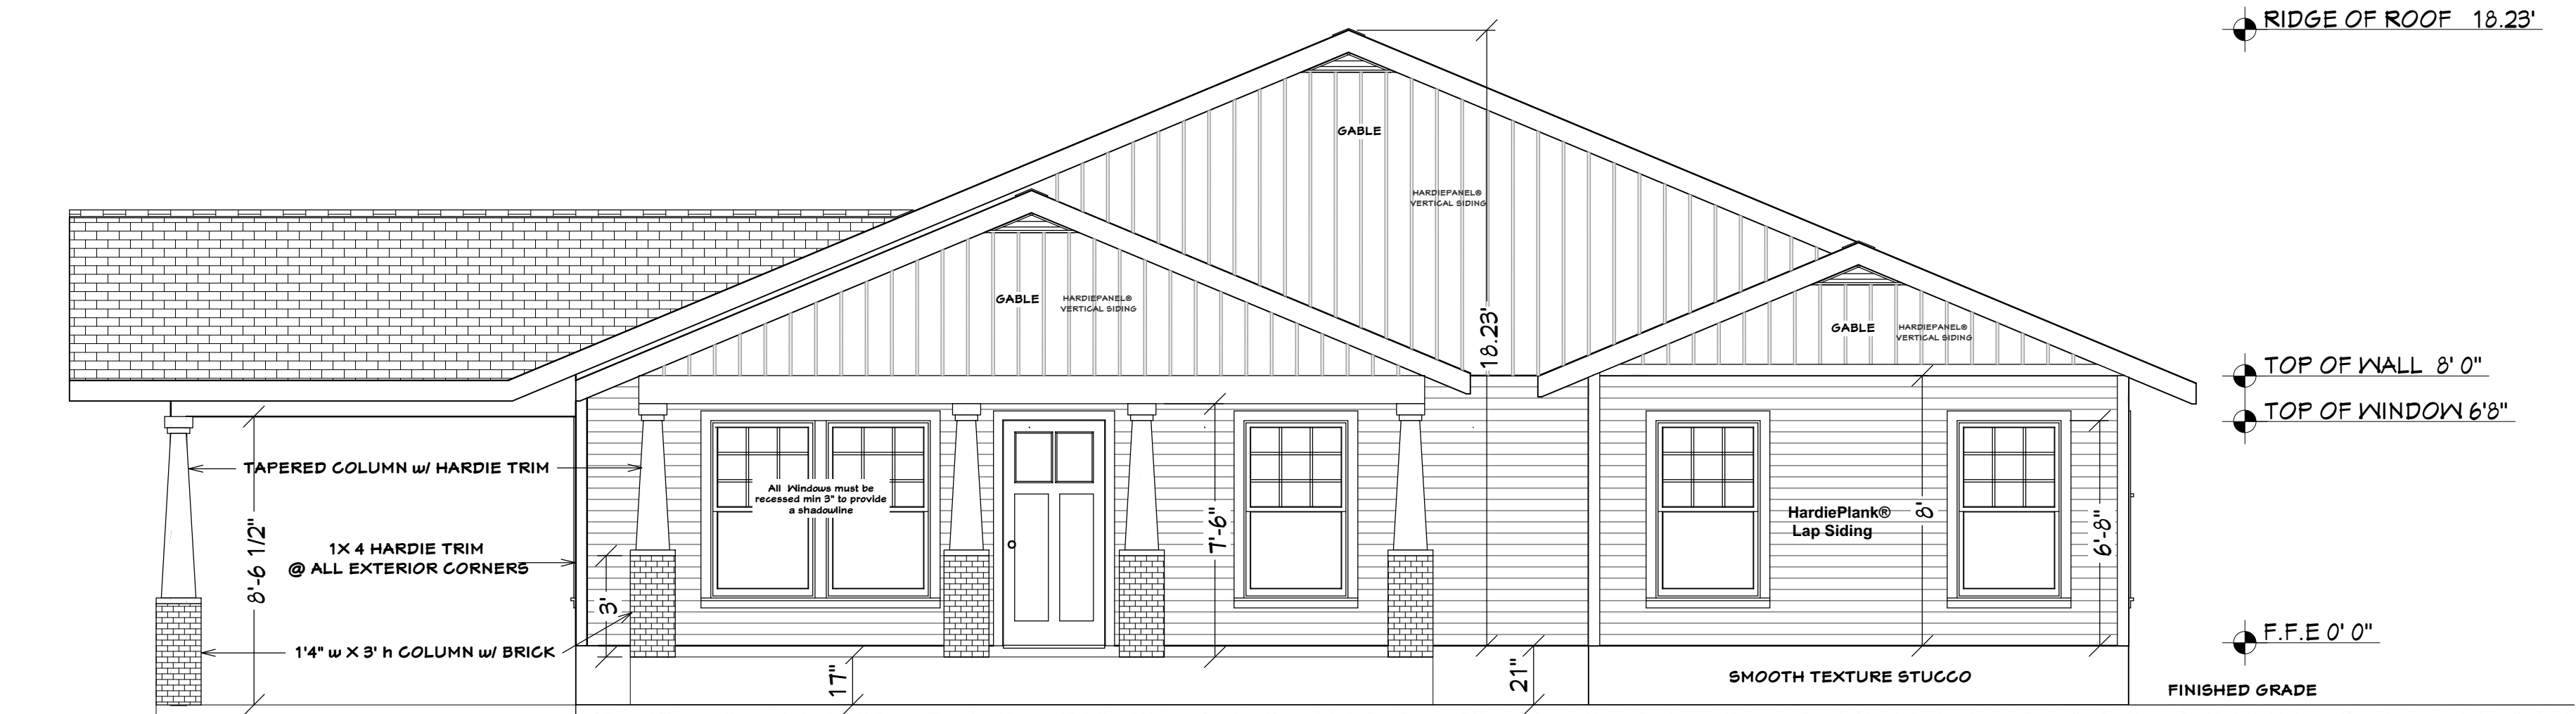 RIDGE OF ROOF 18.23'
GABLE
HARDIEPANEL®
VERTICAL SIDING
GABLE
HARDIEPANEL®
VERTICAL SIDING
18.23'
GABLE
HARDIEPANEL®
VERTICAL SIDING
TOP OF WALL 8' 0"
TOP OF WINDOW 6'8"
TAPERED COLUMN w/ HARDIE TRIM
All Windows must be
recessed min 3" to provide
a shadowline
8'-6 1/2"
1X 4 HARDIE TRIM
@ ALL EXTERIOR CORNERS
3'
7'-6"
HardiePlank®
Lap Siding
8'
6'-8"
1'4" w X 3' h COLUMN w/ BRICK
F.F.E 0' 0"
17"
21"
SMOOTH TEXTURE STUCCO
FINISHED GRADE